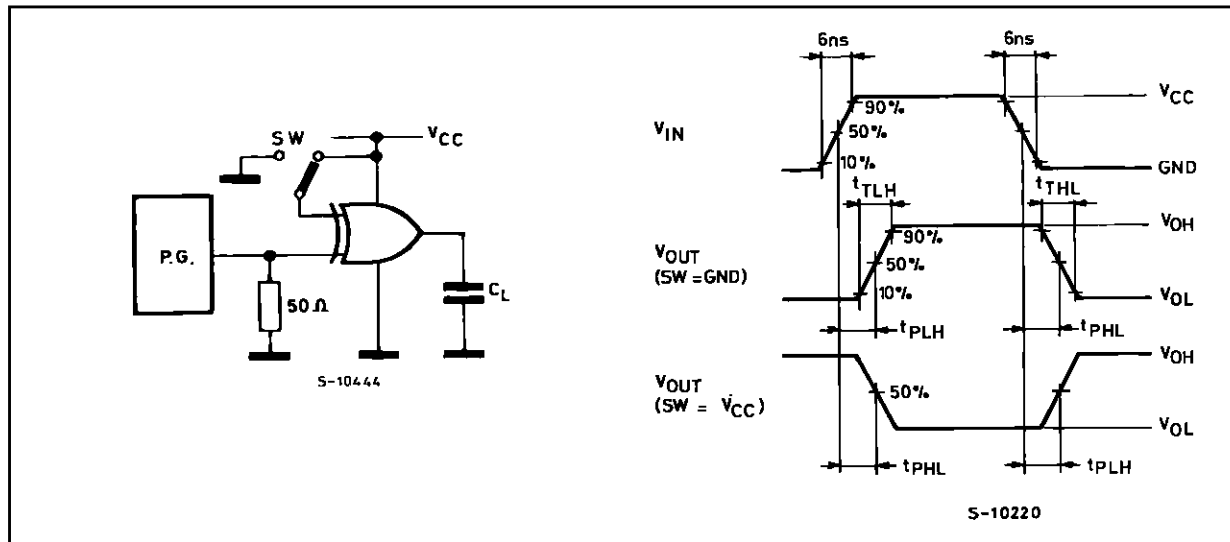 SW
VCC
P.G.
50Ω
CL
S-10444
6ns
6ns
VIN
90%
50%
10%
VCC
GND
tTLH
tTHL
VOUT
(SW = GND)
90%
50%
10%
VOH
VOL
tPLH
tPHL
VOUT
(SW = VCC)
50%
VOH
VOL
tPHL
tPLH
S-10220